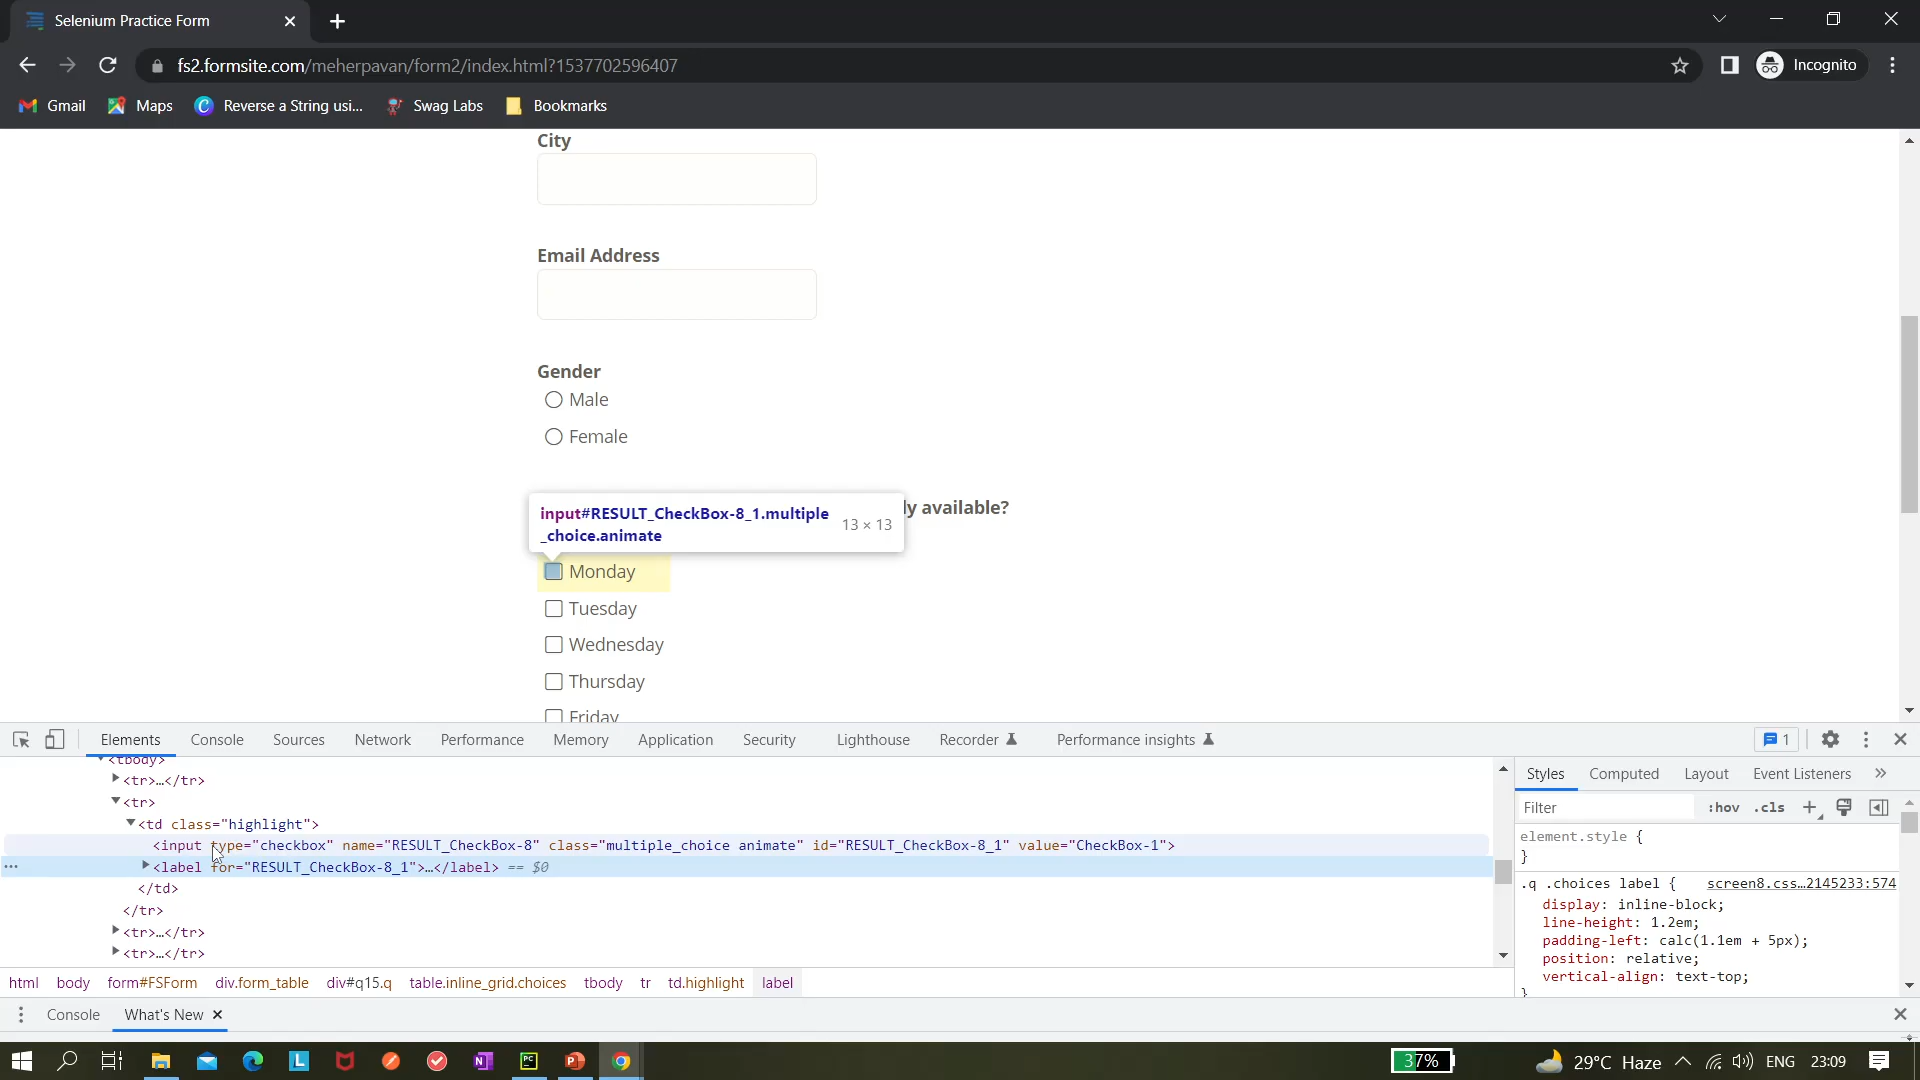 Selenium Practice Form
fs2.formsite.com/meherpavan/form2/index.html?1537702596407
Incognito
Gmail
Maps
Reverse a String usi...
Swag Labs
Bookmarks
City
Email Address
Gender
Male
Female
ly available?
input#RESULT_CheckBox-8_1.multiple
_choice.animate
13 × 13
Monday
Tuesday
Wednesday
Thursday
Friday
Elements
Console
Sources
Network
Performance
Memory
Application
Security
Lighthouse
Recorder
Performance insights
1
<tbody>
<tr>…</tr>
<tr>
<td class="highlight">
<input type="checkbox" name="RESULT_CheckBox-8" class="multiple_choice animate" id="RESULT_CheckBox-8_1" value="CheckBox-1">
<label for="RESULT_CheckBox-8_1">…</label> == $0
</td>
</tr>
<tr>…</tr>
<tr>…</tr>
html body form#FSForm div.form_table div#q15.q table.inline_grid.choices tbody tr td.highlight label
Styles
Computed
Layout
Event Listeners
Filter
:hov .cls
element.style {
}
.q .choices label {
screen8.css…2145233:574
display: inline-block;
line-height: 1.2em;
padding-left: calc(1.1em + 5px);
position: relative;
vertical-align: text-top;
}
Console
What's New
37%
29°C Haze
ENG
23:09